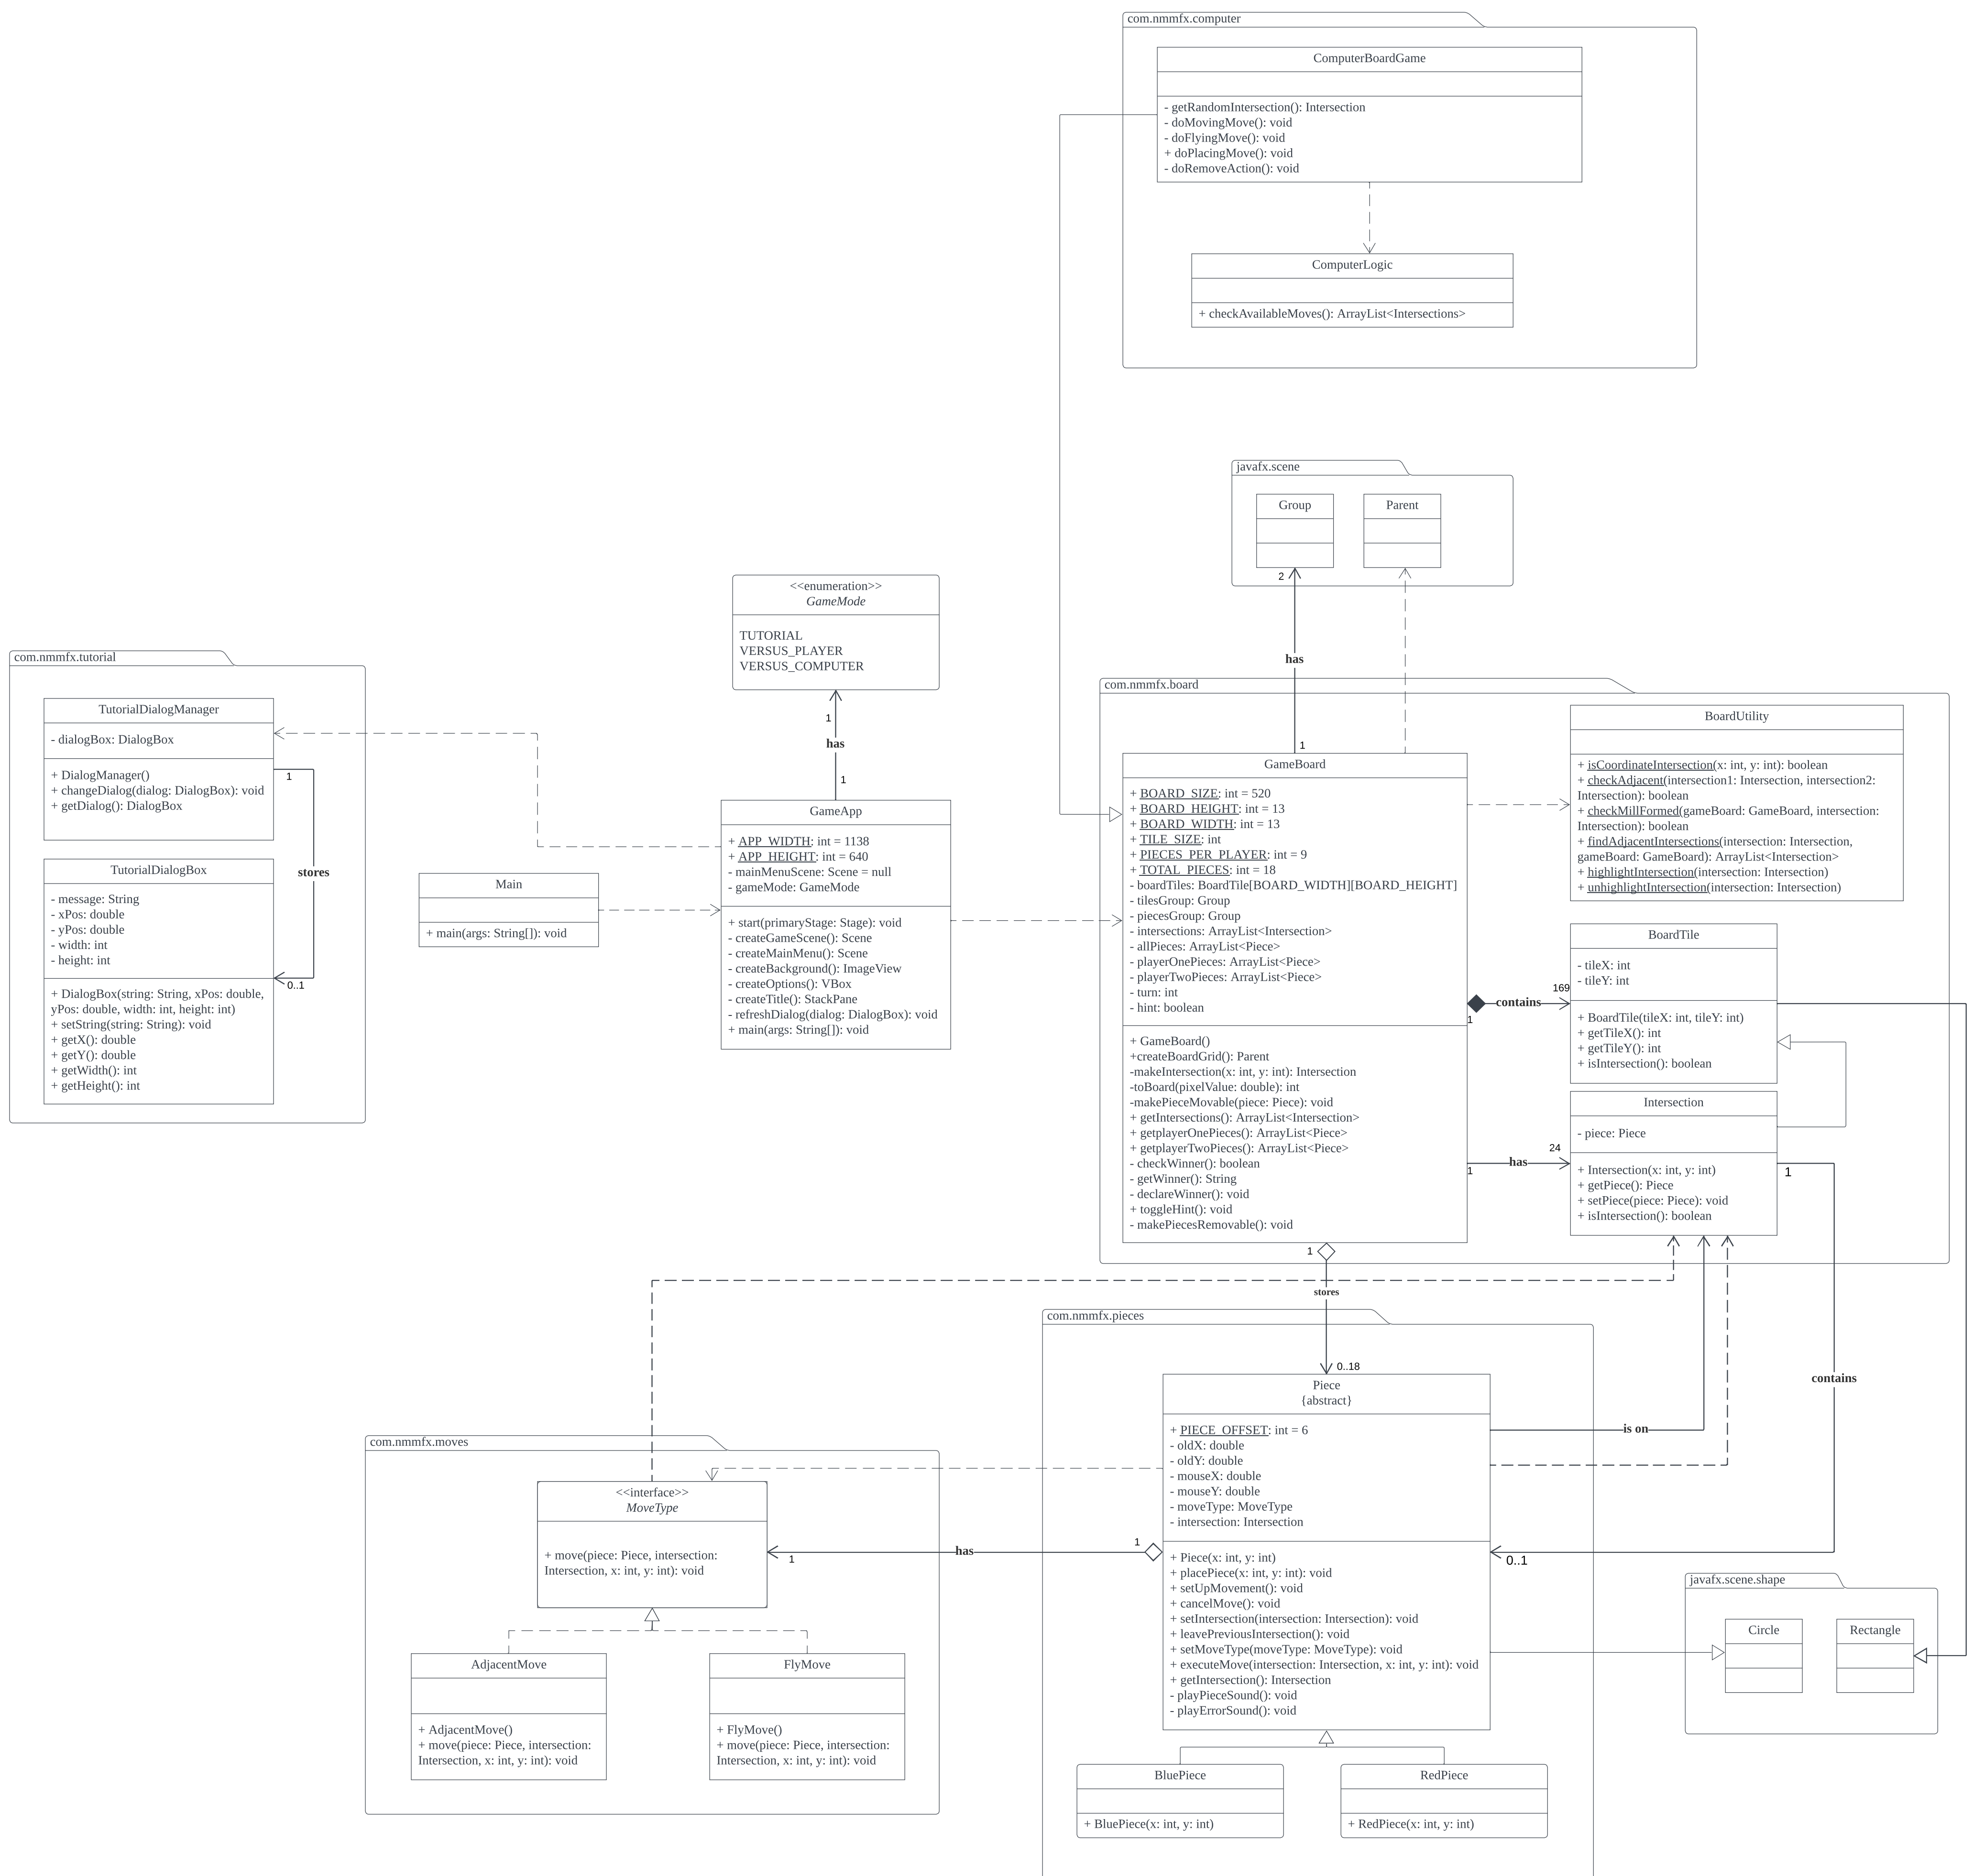 com.nmmfx.computer
ComputerBoardGame
- getRandomIntersection(): Intersection
- doMovingMove(): void
- doFlyingMove(): void
+ doPlacingMove(): void
- doRemoveAction(): void
ComputerLogic
+ checkAvailableMoves(): ArrayList<Intersections>
javafx.scene
Group
Parent
2
has
1
<<enumeration>>
GameMode
TUTORIAL
VERSUS_PLAYER
VERSUS_COMPUTER
1
has
1
com.nmmfx.tutorial
TutorialDialogManager
- dialogBox: DialogBox
+ DialogManager()
+ changeDialog(dialog: DialogBox): void
+ getDialog(): DialogBox
1
stores
0..1
TutorialDialogBox
- message: String
- xPos: double
- yPos: double
- width: int
- height: int
+ DialogBox(string: String, xPos: double,
yPos: double, width: int, height: int)
+ setString(string: String): void
+ getX(): double
+ getY(): double
+ getWidth(): int
+ getHeight(): int
Main
+ main(args: String[]): void
GameApp
+ APP_WIDTH: int = 1138
+ APP_HEIGHT: int = 640
- mainMenuScene: Scene = null
- gameMode: GameMode
+ start(primaryStage: Stage): void
- createGameScene(): Scene
- createMainMenu(): Scene
- createBackground(): ImageView
- createOptions(): VBox
- createTitle(): StackPane
- refreshDialog(dialog: DialogBox): void
+ main(args: String[]): void
com.nmmfx.board
GameBoard
+ BOARD_SIZE: int = 520
+ BOARD_HEIGHT: int = 13
+ BOARD_WIDTH: int = 13
+ TILE_SIZE: int
+ PIECES_PER_PLAYER: int = 9
+ TOTAL_PIECES: int = 18
- boardTiles: BoardTile[BOARD_WIDTH][BOARD_HEIGHT]
- tilesGroup: Group
- piecesGroup: Group
- intersections: ArrayList<Intersection>
- allPieces: ArrayList<Piece>
- playerOnePieces: ArrayList<Piece>
- playerTwoPieces: ArrayList<Piece>
- turn: int
- hint: boolean
+ GameBoard()
+createBoardGrid(): Parent
-makeIntersection(x: int, y: int): Intersection
-toBoard(pixelValue: double): int
-makePieceMovable(piece: Piece): void
+ getIntersections(): ArrayList<Intersection>
+ getplayerOnePieces(): ArrayList<Piece>
+ getplayerTwoPieces(): ArrayList<Piece>
- checkWinner(): boolean
- getWinner(): String
- declareWinner(): void
+ toggleHint(): void
- makePiecesRemovable(): void
BoardUtility
+ isCoordinateIntersection(x: int, y: int): boolean
+ checkAdjacent(intersection1: Intersection, intersection2:
Intersection): boolean
+ checkMillFormed(gameBoard: GameBoard, intersection:
Intersection): boolean
+ findAdjacentIntersections(intersection: Intersection,
gameBoard: GameBoard): ArrayList<Intersection>
+ highlightIntersection(intersection: Intersection)
+ unhighlightIntersection(intersection: Intersection)
169
contains
1
BoardTile
- tileX: int
- tileY: int
+ BoardTile(tileX: int, tileY: int)
+ getTileX(): int
+ getTileY(): int
+ isIntersection(): boolean
24
has
1
Intersection
- piece: Piece
+ Intersection(x: int, y: int)
+ getPiece(): Piece
+ setPiece(piece: Piece): void
+ isIntersection(): boolean
1
contains
0..1
1
stores
0..18
com.nmmfx.pieces
Piece
{abstract}
+ PIECE_OFFSET: int = 6
- oldX: double
- oldY: double
- mouseX: double
- mouseY: double
- moveType: MoveType
- intersection: Intersection
+ Piece(x: int, y: int)
+ placePiece(x: int, y: int): void
+ setUpMovement(): void
+ cancelMove(): void
+ setIntersection(intersection: Intersection): void
+ leavePreviousIntersection(): void
+ setMoveType(moveType: MoveType): void
+ executeMove(intersection: Intersection, x: int, y: int): void
+ getIntersection(): Intersection
- playPieceSound(): void
- playErrorSound(): void
is on
BluePiece
+ BluePiece(x: int, y: int)
RedPiece
+ RedPiece(x: int, y: int)
com.nmmfx.moves
<<interface>>
MoveType
+ move(piece: Piece, intersection:
Intersection, x: int, y: int): void
1
has
1
AdjacentMove
+ AdjacentMove()
+ move(piece: Piece, intersection:
Intersection, x: int, y: int): void
FlyMove
+ FlyMove()
+ move(piece: Piece, intersection:
Intersection, x: int, y: int): void
javafx.scene.shape
Circle
Rectangle